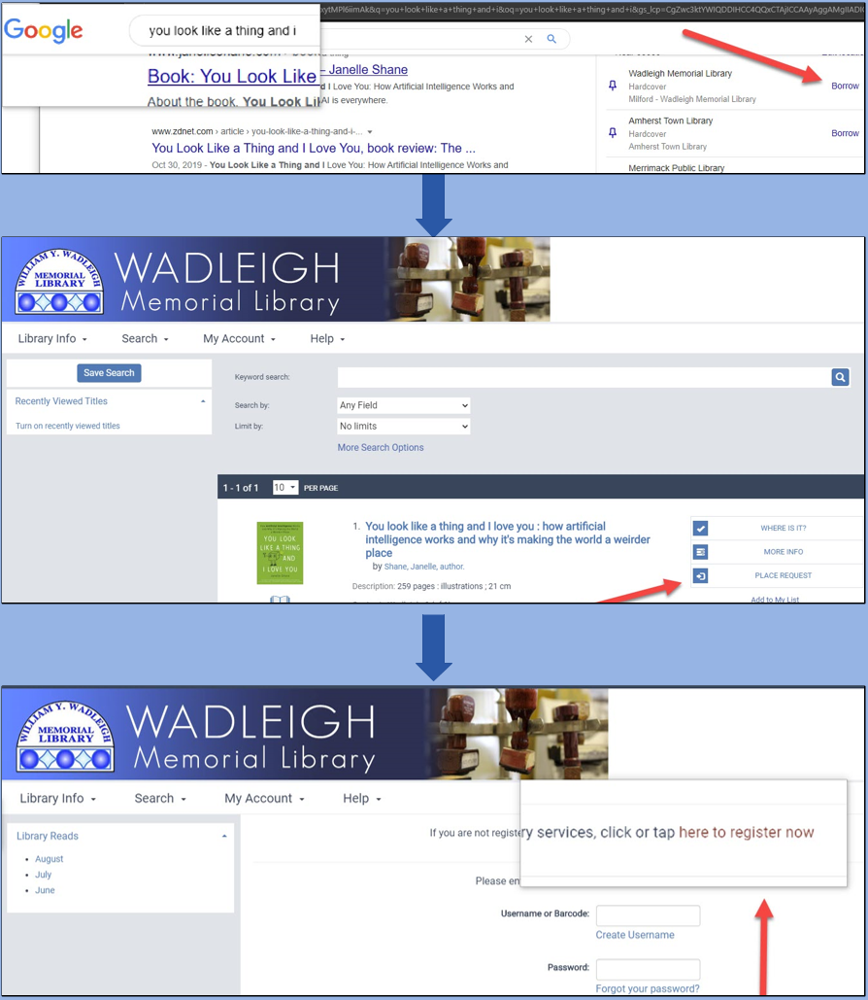 xytMPl6iimAk&q=you+look+like+a+thing+and+i&oq=you+look+like+a+thing+and+i&gs_lcp=
Google
you look like a thing and i
Book: You Look Like
– Janelle Shane
About the book. You Look Li
d I Love You: How Artificial Intelligence Works and
AI is everywhere.
www.zdnet.com › article › you-look-like-a-thing-and-i-...
You Look Like a Thing and I Love You, book review: The ...
Oct 30, 2019 - You Look Like a Thing and I Love You: How Artificial Intelligence Works and
Wadleigh Memorial Library
Hardcover
Borrow
Milford - Wadleigh Memorial Library
Amherst Town Library
Hardcover
Borrow
Amherst Town Library
Merrimack Public Library
WILLIAM Y. WADLEIGH
MEMORIAL
LIBRARY
WADLEIGH
Memorial Library
Library Info
Search
My Account
Help
Save Search
Recently Viewed Titles
Turn on recently viewed titles
Keyword search:
Search by:
Any Field
Limit by:
No limits
More Search Options
1 - 1 of 1
10
PER PAGE
YOU LOOK
LIKE A THING
AND
I LOVE YOU
1. You look like a thing and I love you : how artificial
intelligence works and why it's making the world a weirder
place
by Shane, Janelle, author.
Description: 259 pages : illustrations ; 21 cm
WHERE IS IT?
MORE INFO
PLACE REQUEST
Add to My List
WILLIAM Y. WADLEIGH
MEMORIAL
LIBRARY
WADLEIGH
Memorial Library
Library Info
Search
My Account
Help
Library Reads
August
July
June
If you are not registe
ry services, click or tap here to register now
Please en
Username or Barcode:
Create Username
Password:
Forgot your password?